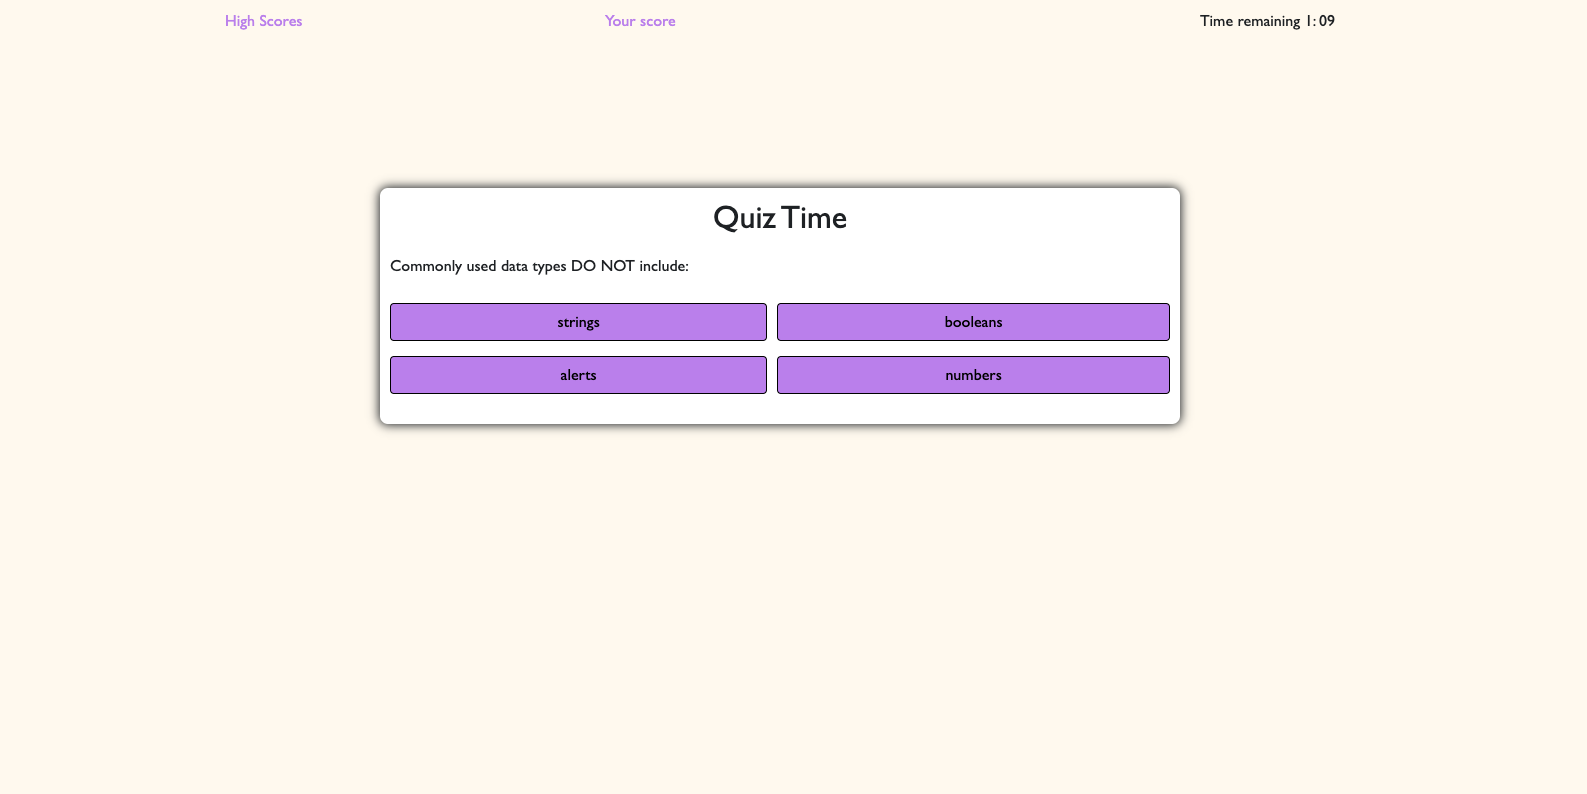 High Scores
Your score
Time remaining 1:09
Quiz Time
Commonly used data types DO NOT include:
strings
booleans
alerts
numbers